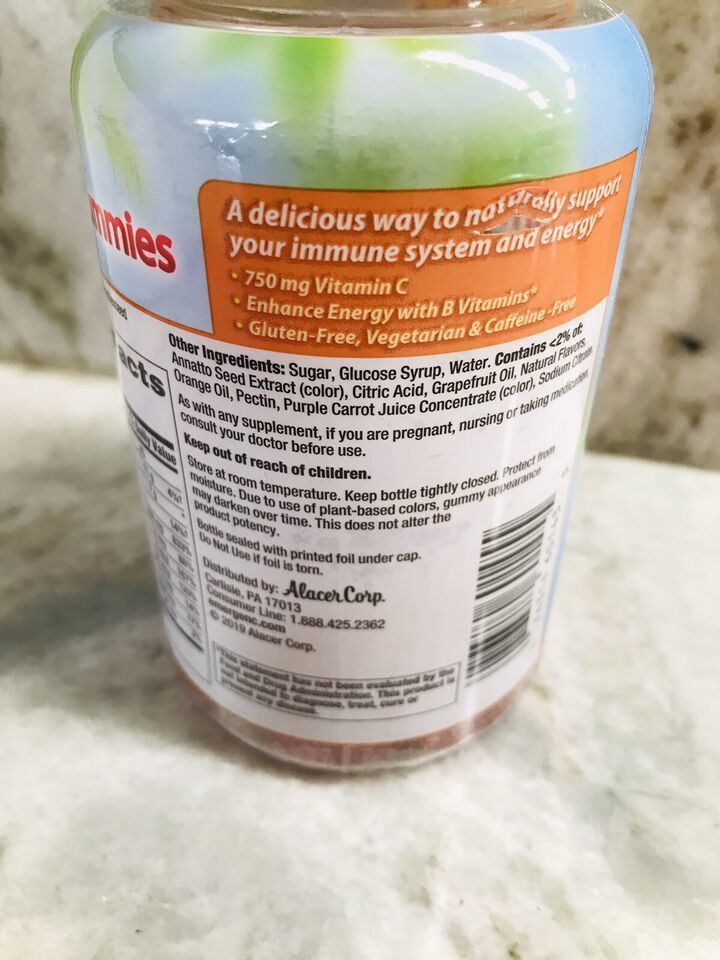 mmies
A delicious way to naturally support
your immune system and energy*
• 750 mg Vitamin C
• Enhance Energy with B Vitamins*
• Gluten-Free, Vegetarian & Caffeine-Free
acts
Value
Other Ingredients: Sugar, Glucose Syrup, Water. Contains <2% of:
Annatto Seed Extract (color), Citric Acid, Grapefruit Oil, Natural Flavors,
Orange Oil, Pectin, Purple Carrot Juice Concentrate (color), Sodium Citrate.
As with any supplement, if you are pregnant, nursing or taking medication,
consult your doctor before use.
Keep out of reach of children.
Store at room temperature. Keep bottle tightly closed. Protect from
moisture. Due to use of plant-based colors, gummy appearance
may darken over time. This does not alter the
product potency.
Bottle sealed with printed foil under cap.
Do Not Use if foil is torn.
Distributed by: Alacer Corp.
Carlisle, PA 17013
Consumer Line: 1.888.425.2362
emergenc.com
© 2019 Alacer Corp.
*This statement has not been evaluated by the
Food and Drug Administration. This product is
not intended to diagnose, treat, cure or
prevent any disease.